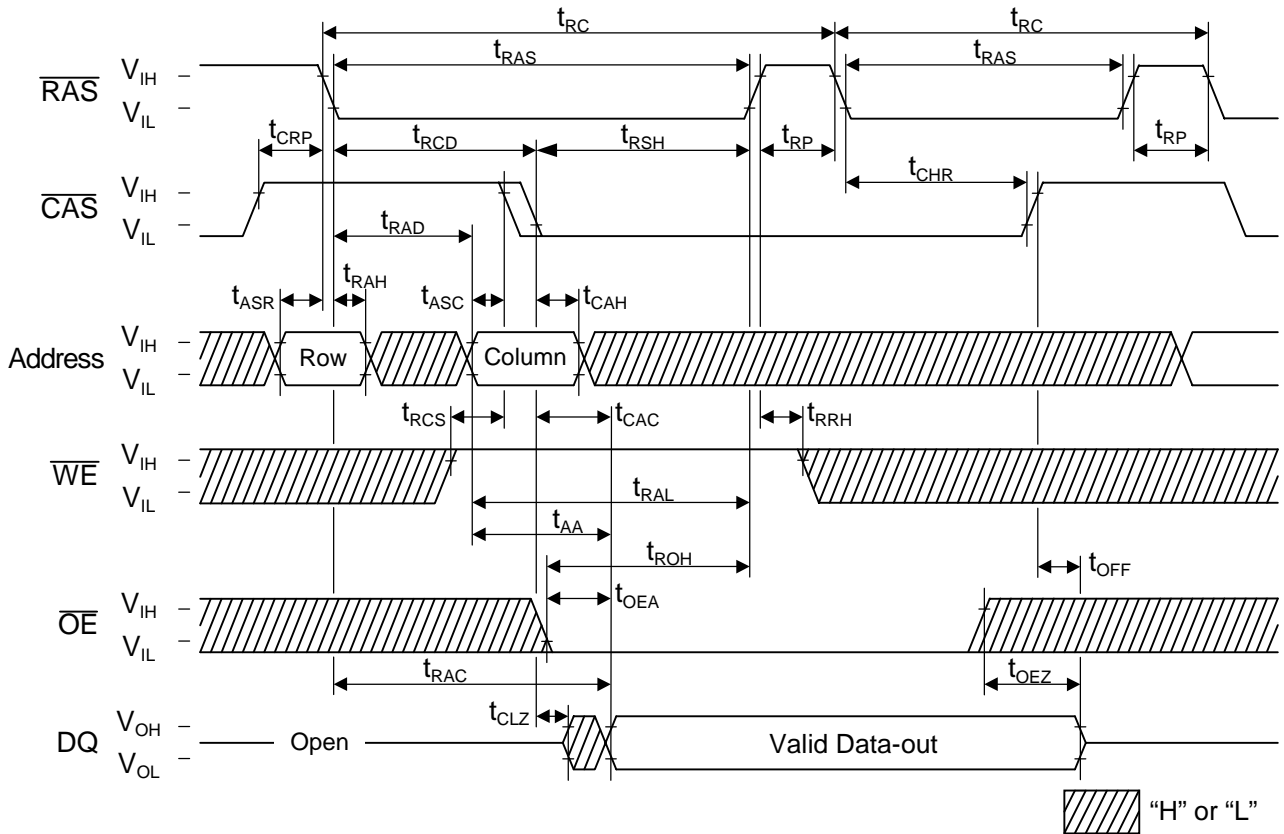 tRC tRC
tRAS tRAS
RAS VIH
VIL
tCRP tRCD tRSH tRP tRP
CAS VIH tCHR
VIL
tRAD
tRAH
tASR tASC tCAH
Address VIH Row Column
VIL
tRCS tCAC tRRH
WE VIH
VIL
tRAL
tAA
tROH tOFF
OE VIH tOEA
VIL
tRAC tOEZ
tCLZ
DQ VOH Open Valid Data-out
VOL
“H” or “L”